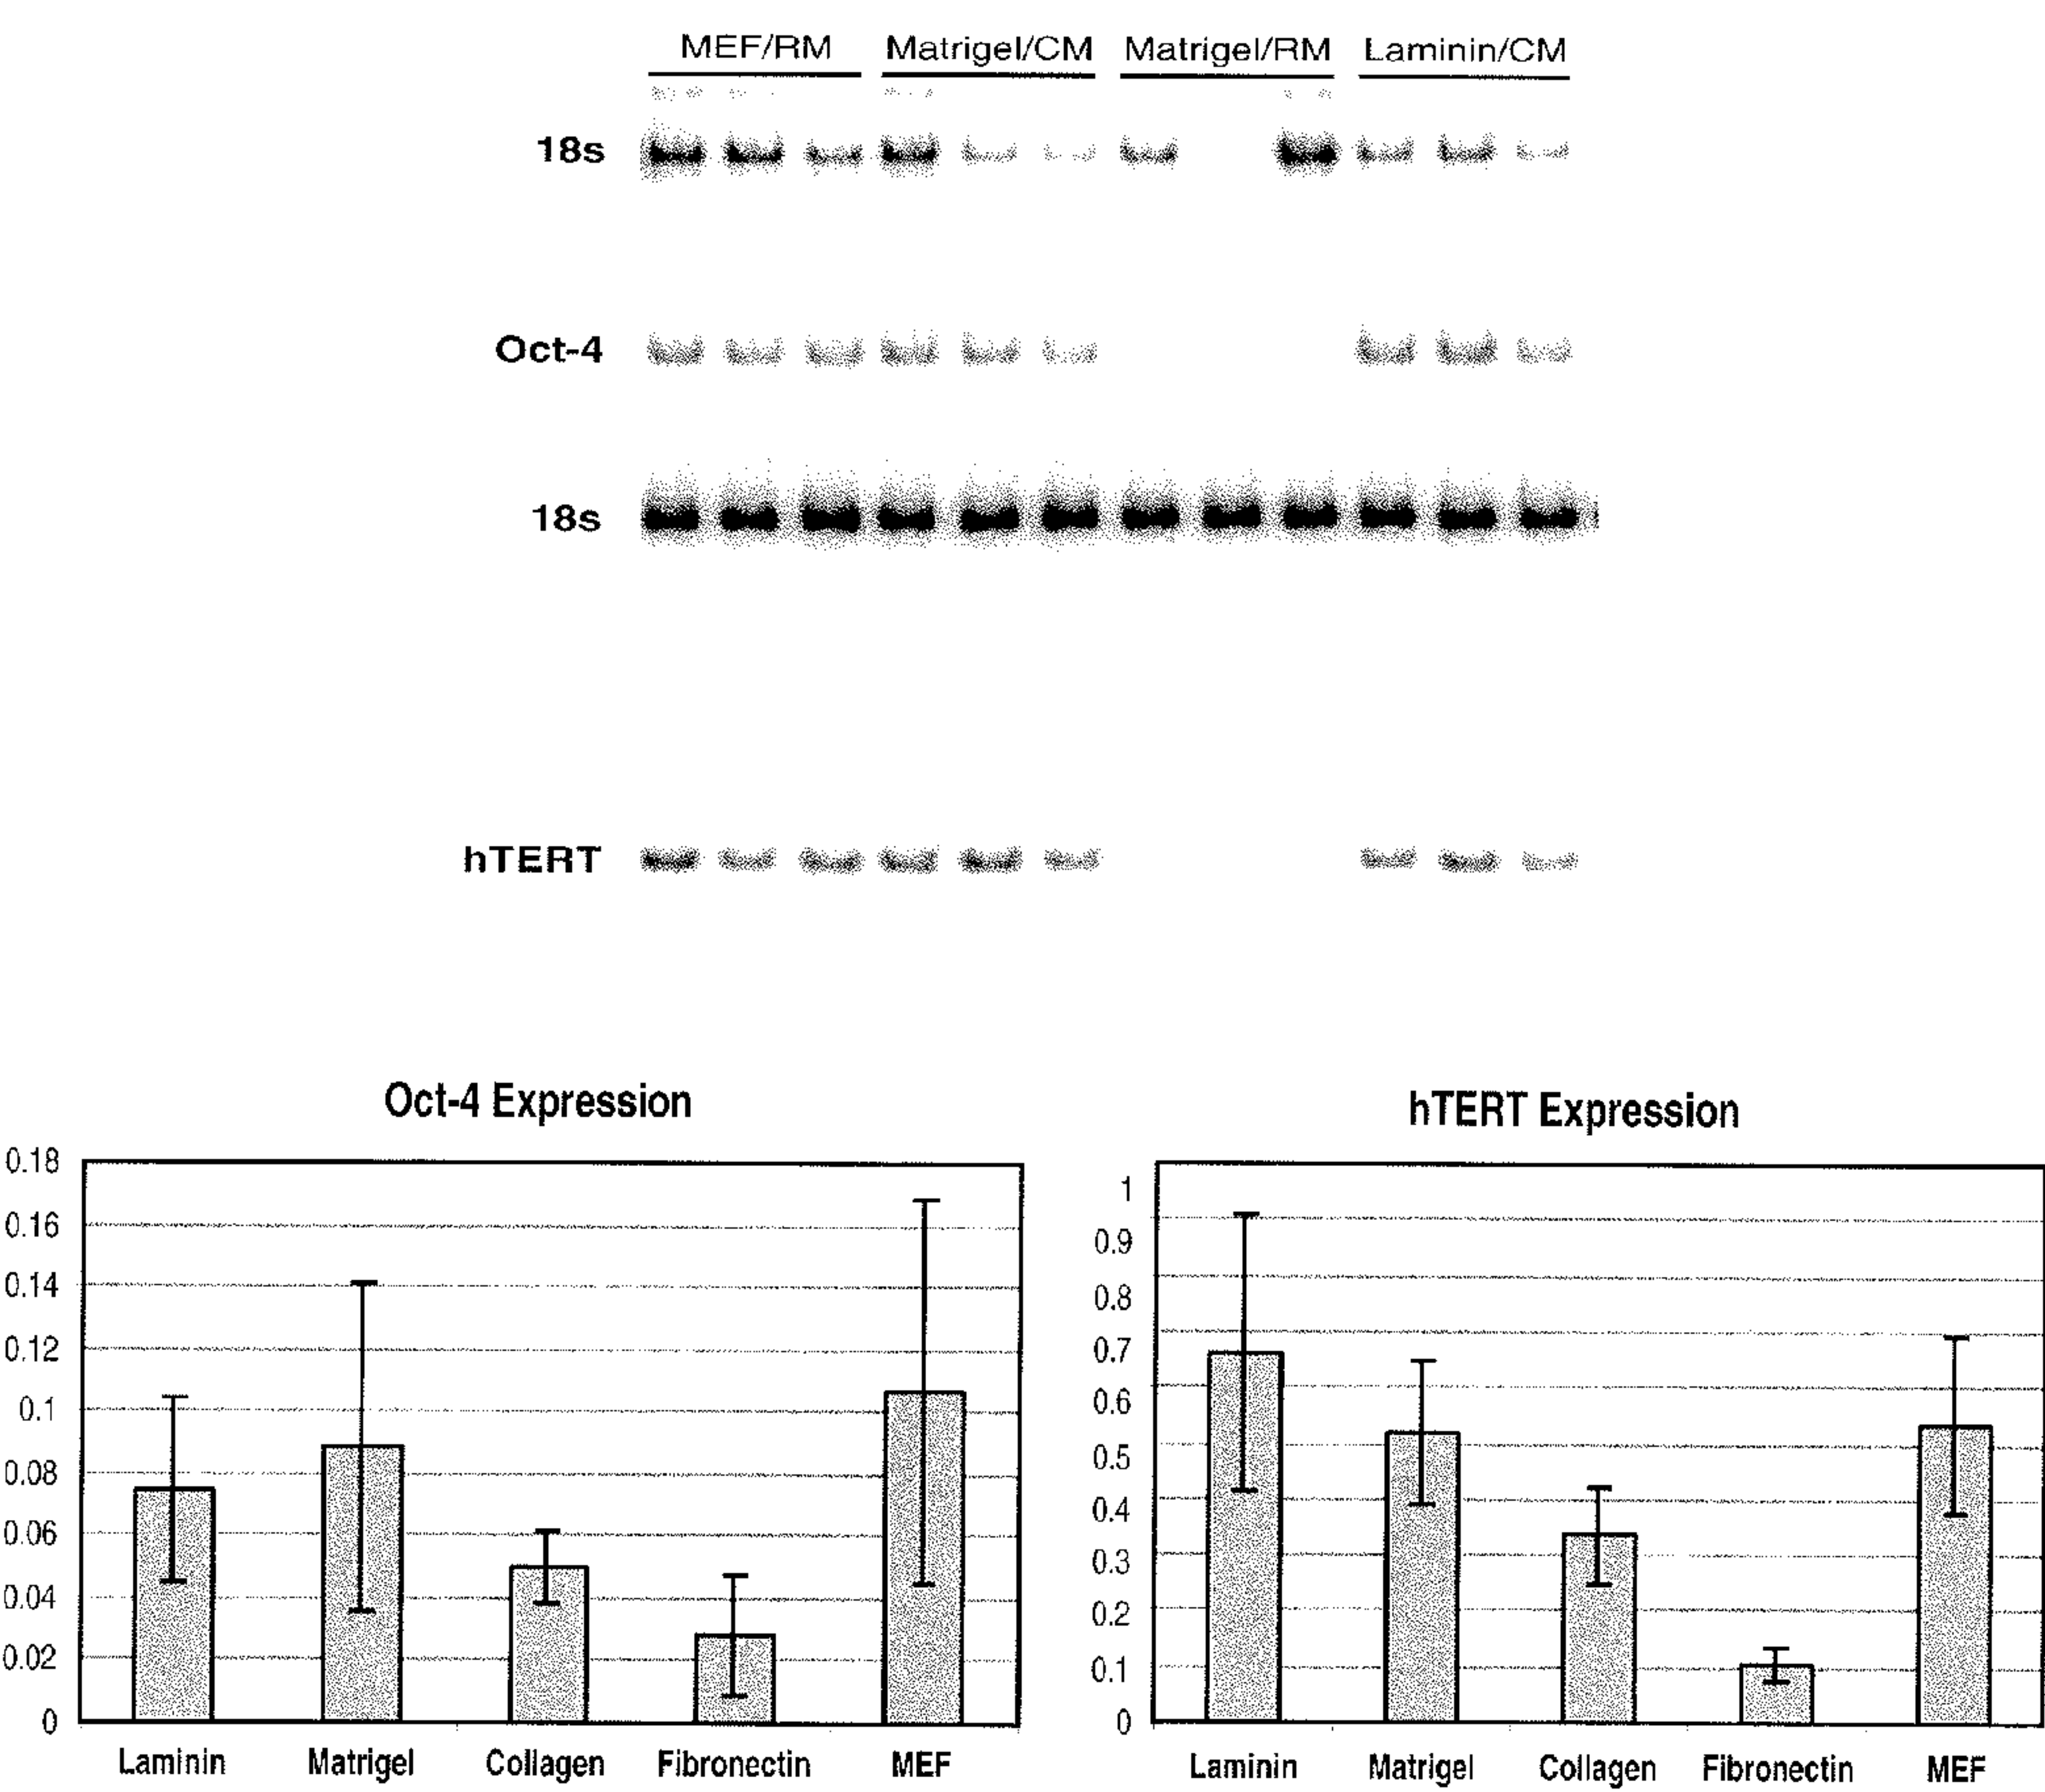 MEF/RM Matrigel/CM Matrigel/RM Laminin/CM
18s
Oct-4
18s
hTERT
Oct-4 Expression
0.18
0.16
0.14
0.12
0.1
0.08
0.06
0.04
0.02
0
Laminin Matrigel Collagen Fibronectin MEF
hTERT Expression
1
0.9
0.8
0.7
0.6
0.5
0.4
0.3
0.2
0.1
0
Laminin Matrigel Collagen Fibronectin MEF